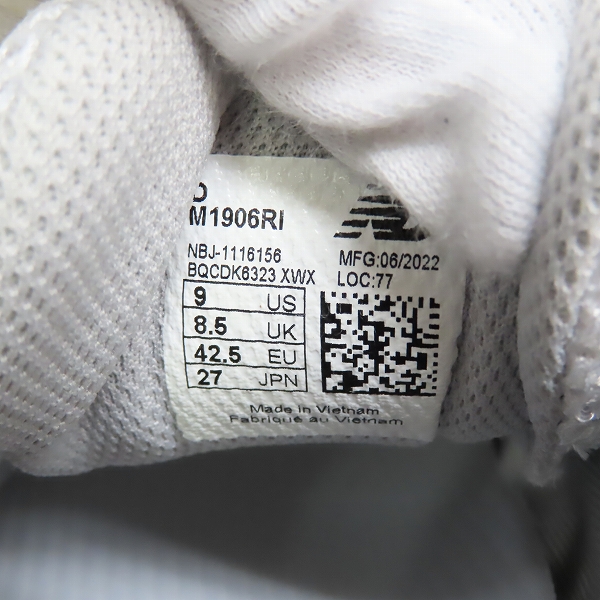 D
M1906RI
NBJ-1116156
BQCDK6323 XWX
MFG:06/2022
LOC:77
9 US
8.5 UK
42.5 EU
27 JPN
Made in Vietnam
Fabriqué au Vietnam